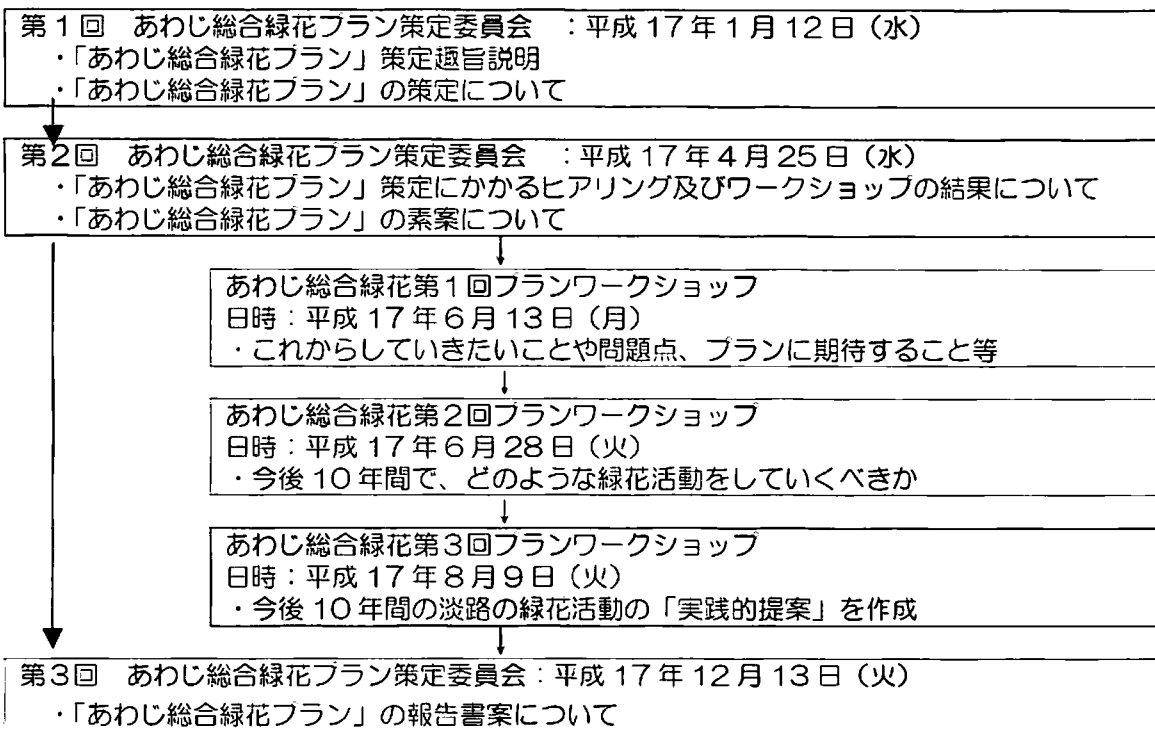 第1回　あわじ総合緑花プラン策定委員会　：平成17年1月12日（水）
・「あわじ総合緑花プラン」策定趣旨説明
・「あわじ総合緑花プラン」の策定について
第2回　あわじ総合緑花プラン策定委員会　：平成17年4月25日（水）
・「あわじ総合緑花プラン」策定にかかるヒアリング及びワークショップの結果について
・「あわじ総合緑花プラン」の素案について
あわじ総合緑花第1回プランワークショップ
日時：平成17年6月13日（月）
・これからしていきたいことや問題点、プランに期待すること等
あわじ総合緑花第2回プランワークショップ
日時：平成17年6月28日（火）
・今後10年間で、どのような緑花活動をしていくべきか
あわじ総合緑花第3回プランワークショップ
日時：平成17年8月9日（火）
・今後10年間の淡路の緑花活動の「実践的提案」を作成
第3回　あわじ総合緑花プラン策定委員会：平成17年12月13日（火）
・「あわじ総合緑花プラン」の報告書案について